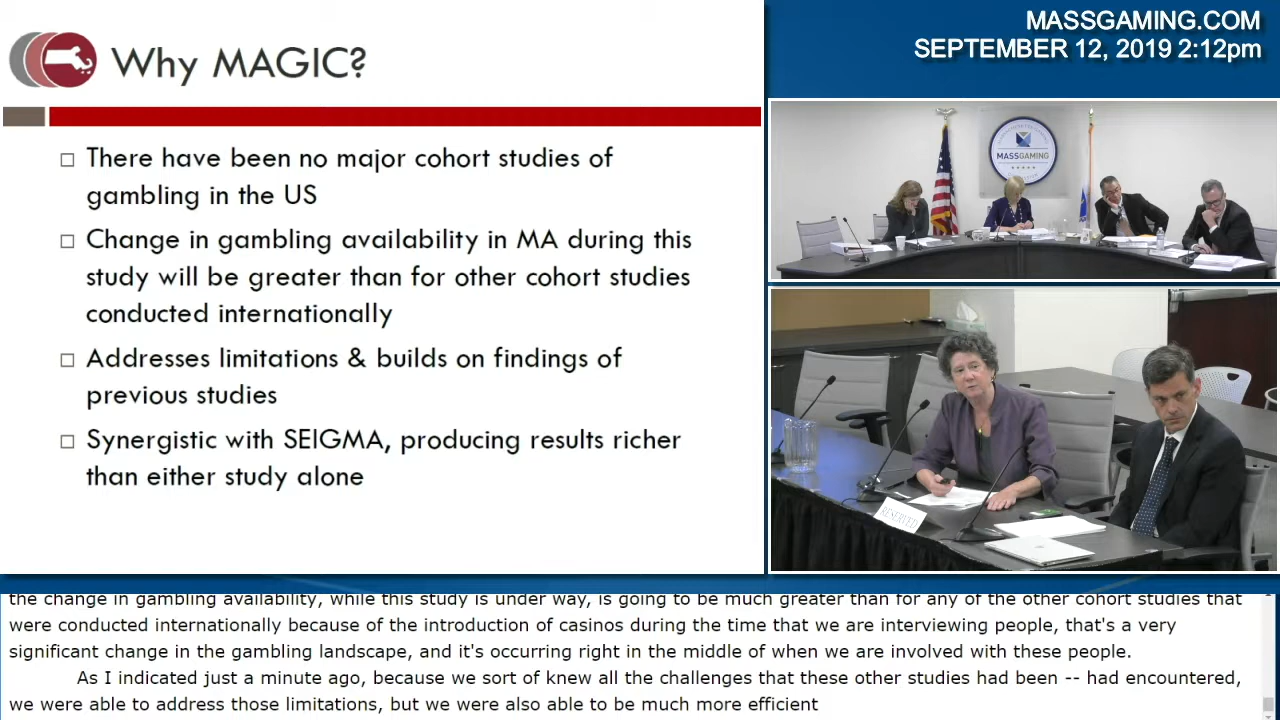 MASSGAMING.COM
SEPTEMBER 12, 2019 2:12pm
Why MAGIC?
There have been no major cohort studies of
gambling in the US
Change in gambling availability in MA during this
study will be greater than for other cohort studies
conducted internationally
Addresses limitations & builds on findings of
previous studies
Synergistic with SEIGMA, producing results richer
than either study alone
MASSGAMING
RESERVED
the change in gambling availability, while this study is under way, is going to be much greater than for any of the other cohort studies that
were conducted internationally because of the introduction of casinos during the time that we are interviewing people, that's a very
significant change in the gambling landscape, and it's occurring right in the middle of when we are involved with these people.
As I indicated just a minute ago, because we sort of knew all the challenges that these other studies had been -- had encountered,
we were able to address those limitations, but we were also able to be much more efficient